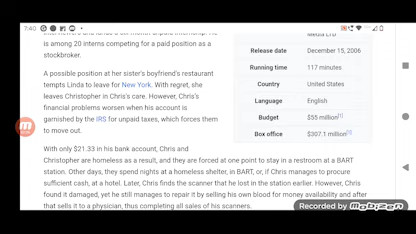 7:40
Media LTD
is among 20 interns competing for a paid position as a
stockbroker.
Release date December 15, 2006
Running time 117 minutes
A possible position at her sister's boyfriend's restaurant
tempts Linda to leave for New York. With regret, she
leaves Christopher in Chris's care. However, Chris's
financial problems worsen when his account is
garnished by the IRS for unpaid taxes, which forces them
to move out.
Country United States
Language English
Budget $55 million[1]
Box office $307.1 million[1]
With only $21.33 in his bank account, Chris and
Christopher are homeless as a result, and they are forced at one point to stay in a restroom at a BART
station. Other days, they spend nights at a homeless shelter, in BART, or, if Chris manages to procure
sufficient cash, at a hotel. Later, Chris finds the scanner that he lost in the station earlier. However, Chris
found it damaged, yet he still manages to repair it by selling his own blood for money availability and after
that sells it to a physician, thus completing all sales of his scanners.
Recorded by mobizen